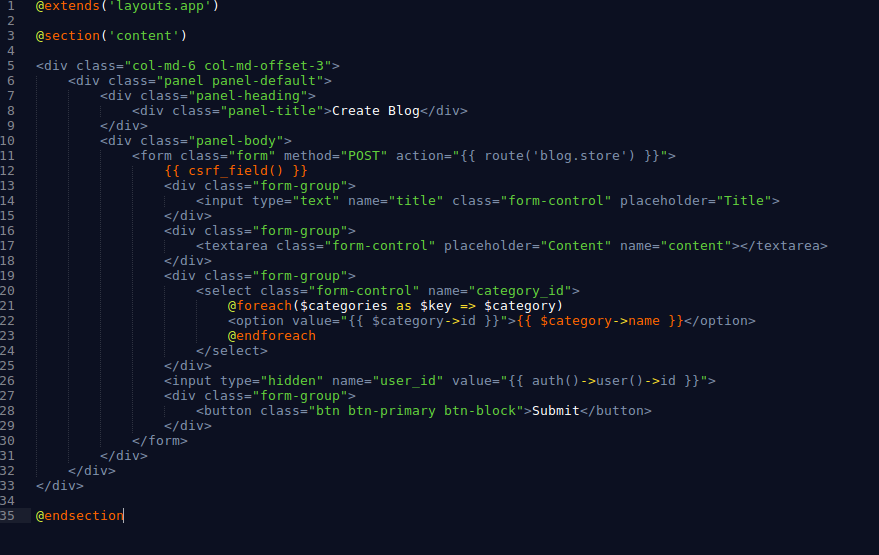 1 @extends('layouts.app')
2
3 @section('content')
4
5 <div class="col-md-6 col-md-offset-3">
6     <div class="panel panel-default">
7         <div class="panel-heading">
8             <div class="panel-title">Create Blog</div>
9         </div>
10         <div class="panel-body">
11             <form class="form" method="POST" action="{{ route('blog.store') }}">
12                 {{ csrf_field() }}
13                 <div class="form-group">
14                     <input type="text" name="title" class="form-control" placeholder="Title">
15                 </div>
16                 <div class="form-group">
17                     <textarea class="form-control" placeholder="Content" name="content"></textarea>
18                 </div>
19                 <div class="form-group">
20                     <select class="form-control" name="category_id">
21                         @foreach($categories as $key => $category)
22                         <option value="{{ $category->id }}">{{ $category->name }}</option>
23                         @endforeach
24                     </select>
25                 </div>
26                 <input type="hidden" name="user_id" value="{{ auth()->user()->id }}">
27                 <div class="form-group">
28                     <button class="btn btn-primary btn-block">Submit</button>
29                 </div>
30             </form>
31         </div>
32     </div>
33 </div>
34
35 @endsection